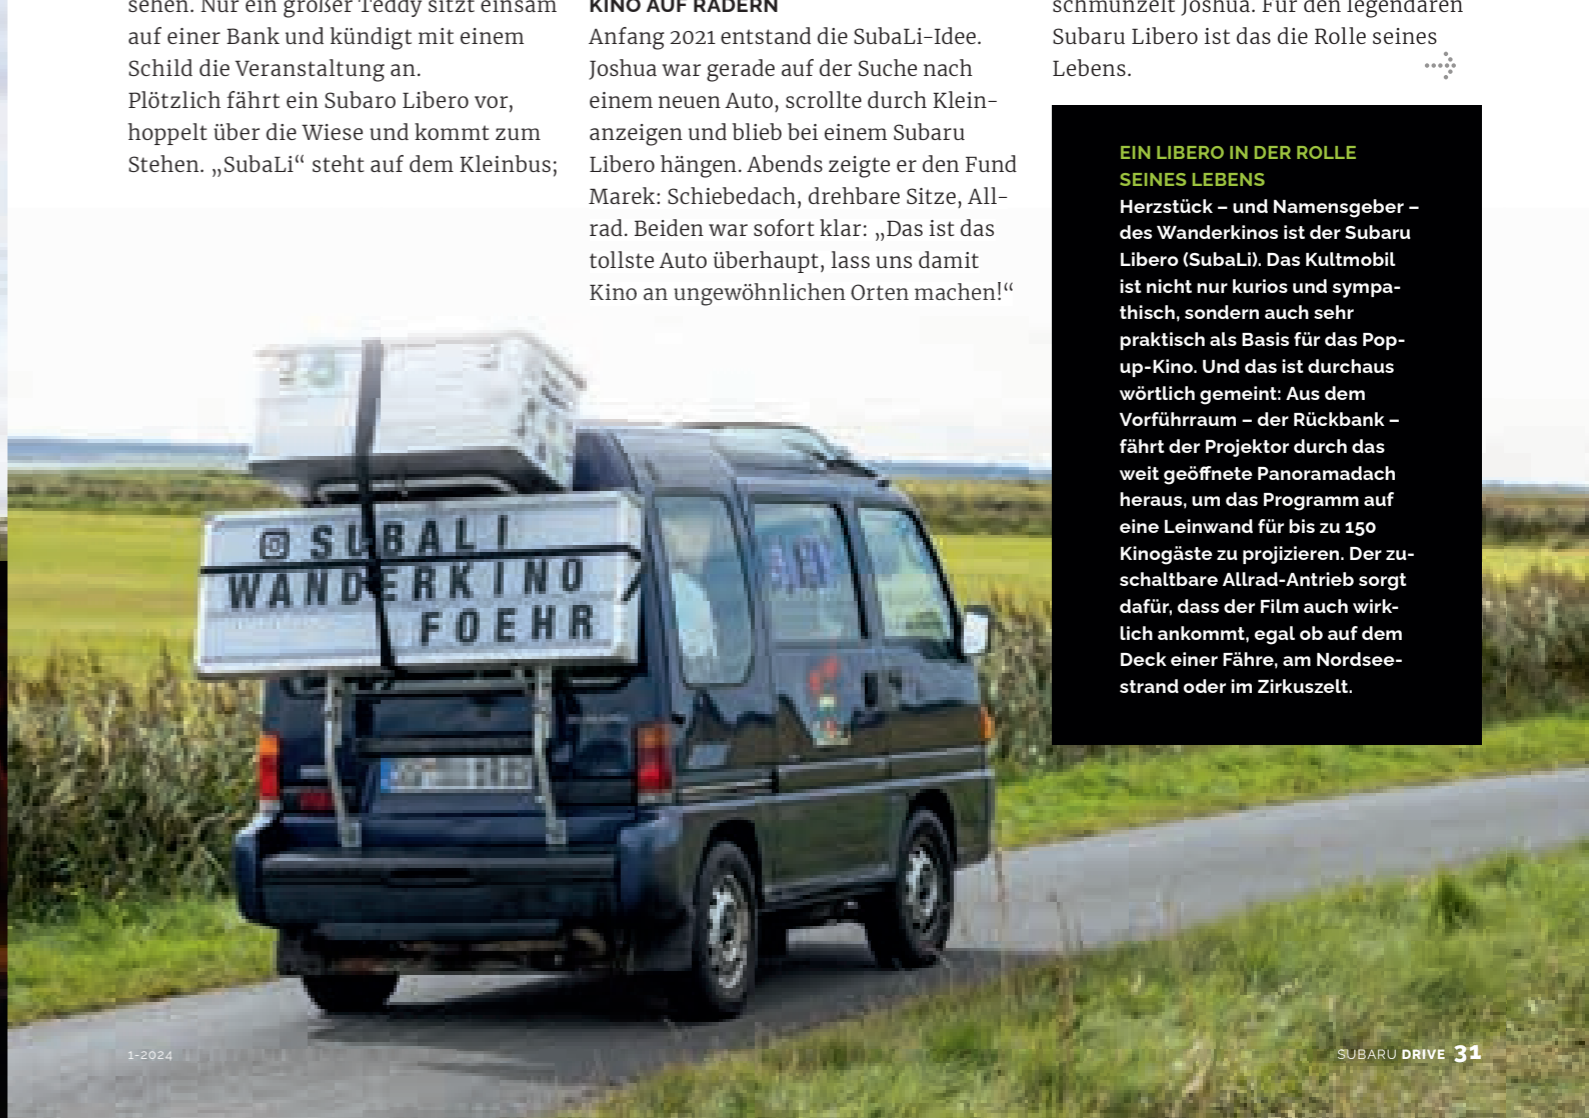 sehen. Nur ein großer Teddy sitzt einsam
auf einer Bank und kündigt mit einem
Schild die Veranstaltung an.
Plötzlich fährt ein Subaro Libero vor,
hoppelt über die Wiese und kommt zum
Stehen. „SubaLi“ steht auf dem Kleinbus;
KINO AUF RÄDERN
Anfang 2021 entstand die SubaLi-Idee.
Joshua war gerade auf der Suche nach
einem neuen Auto, scrollte durch Klein-
anzeigen und blieb bei einem Subaru
Libero hängen. Abends zeigte er den Fund
Marek: Schiebedach, drehbare Sitze, All-
rad. Beiden war sofort klar: „Das ist das
tollste Auto überhaupt, lass uns damit
Kino an ungewöhnlichen Orten machen!“
schmunzelt Joshua. Für den legendären
Subaru Libero ist das die Rolle seines
Lebens.
EIN LIBERO IN DER ROLLE
SEINES LEBENS
Herzstück – und Namensgeber –
des Wanderkinos ist der Subaru
Libero (SubaLi). Das Kultmobil
ist nicht nur kurios und sympa-
thisch, sondern auch sehr
praktisch als Basis für das Pop-
up-Kino. Und das ist durchaus
wörtlich gemeint: Aus dem
Vorführraum – der Rückbank –
fährt der Projektor durch das
weit geöffnete Panoramadach
heraus, um das Programm auf
eine Leinwand für bis zu 150
Kinogäste zu projizieren. Der zu-
schaltbare Allrad-Antrieb sorgt
dafür, dass der Film auch wirk-
lich ankommt, egal ob auf dem
Deck einer Fähre, am Nordsee-
strand oder im Zirkuszelt.
SUBALI
WANDERKINO
FOEHR
1-2024
SUBARU DRIVE 31